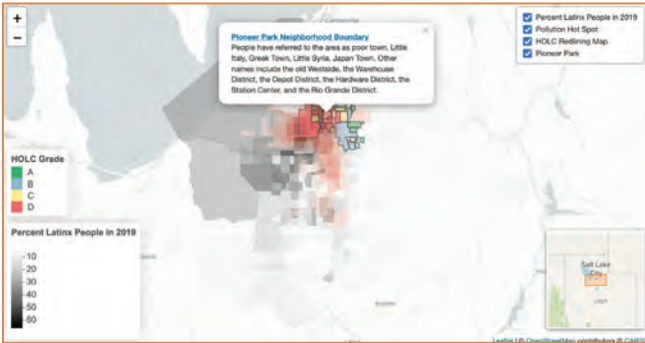 +
−
Pioneer Park Neighborhood Boundary
People have referred to the area as poor town, Little
Italy, Greek Town, Little Syria, Japan Town. Other
names include the old Westside, the Warehouse
District, the Depot District, the Hardware District, the
Station Center, and the Rio Grande District.
×
Percent Latinx People in 2019
Pollution Hot Spot
HOLC Redlining Map
Pioneer Park
HOLC Grade
A
B
C
D
Percent Latinx People in 2019
10
20
30
40
50
60
Salt Lake
City
Leaflet | © OpenStreetMap contributors ©